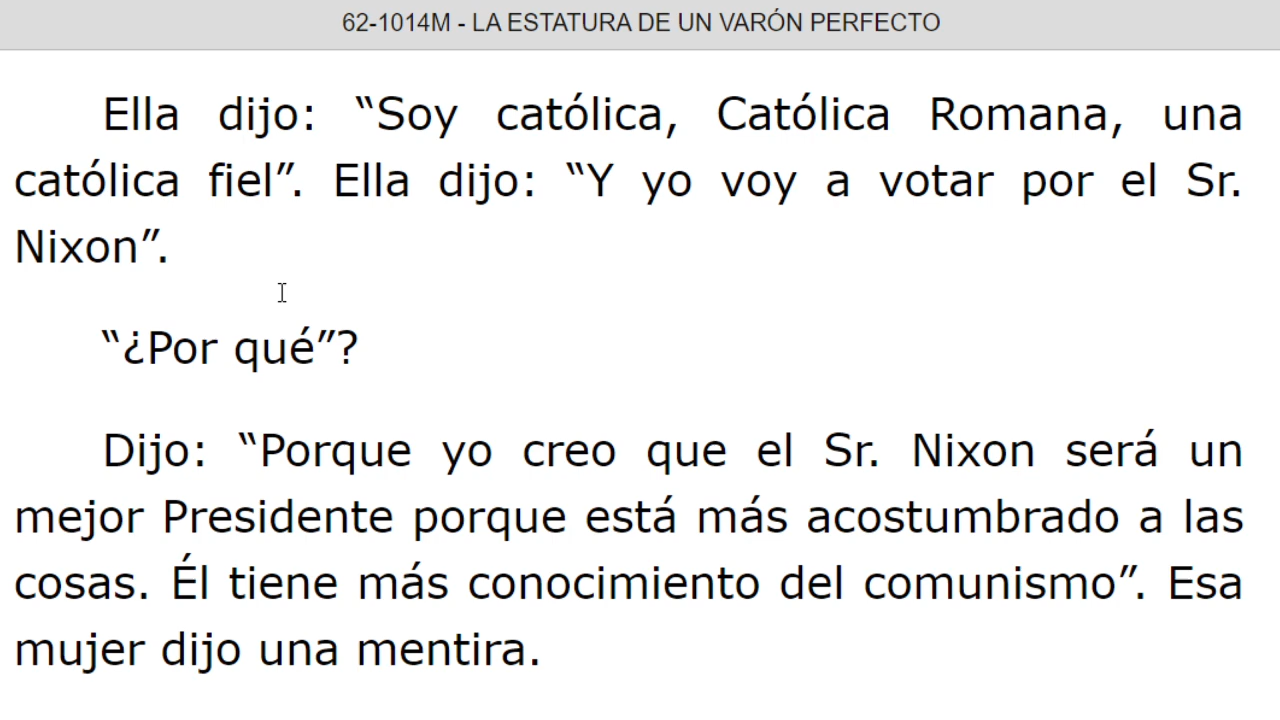 62-1014M - LA ESTATURA DE UN VARÓN PERFECTO
Ella dijo: “Soy católica, Católica Romana, una
católica fiel”. Ella dijo: “Y yo voy a votar por el Sr.
Nixon”.
“¿Por qué”?
Dijo: “Porque yo creo que el Sr. Nixon será un
mejor Presidente porque está más acostumbrado a las
cosas. Él tiene más conocimiento del comunismo”. Esa
mujer dijo una mentira.